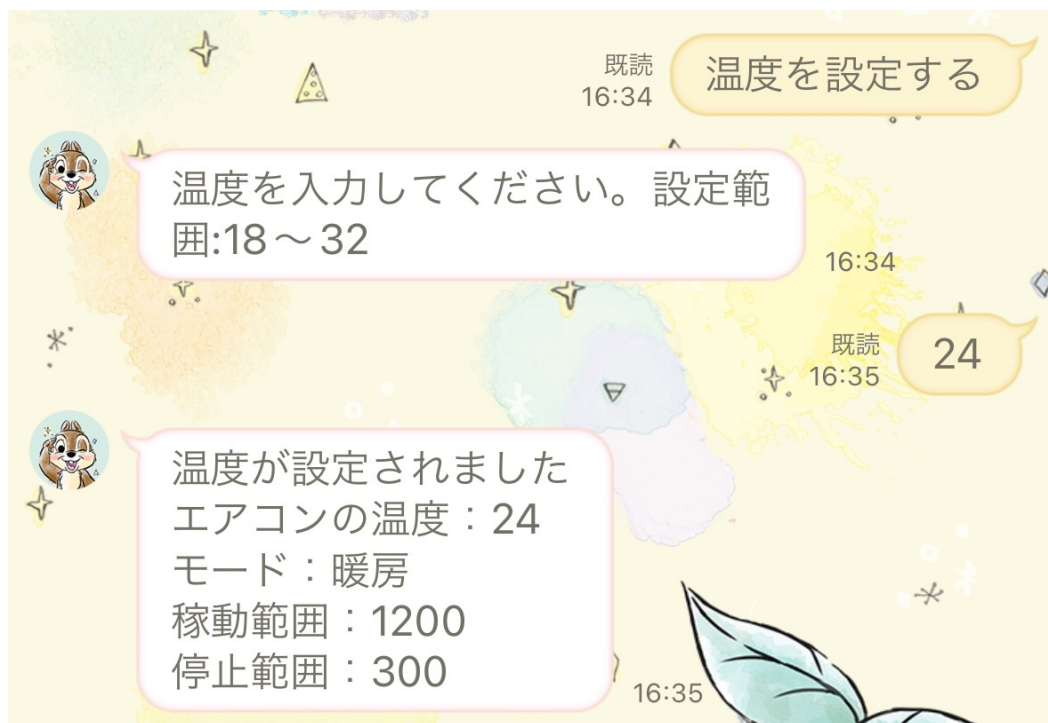 温度を設定する
既読
16:34
温度を入力してください。設定範
囲:18～32
16:34
24
既読
16:35
温度が設定されました
エアコンの温度：24
モード：暖房
稼動範囲：1200
停止範囲：300
16:35